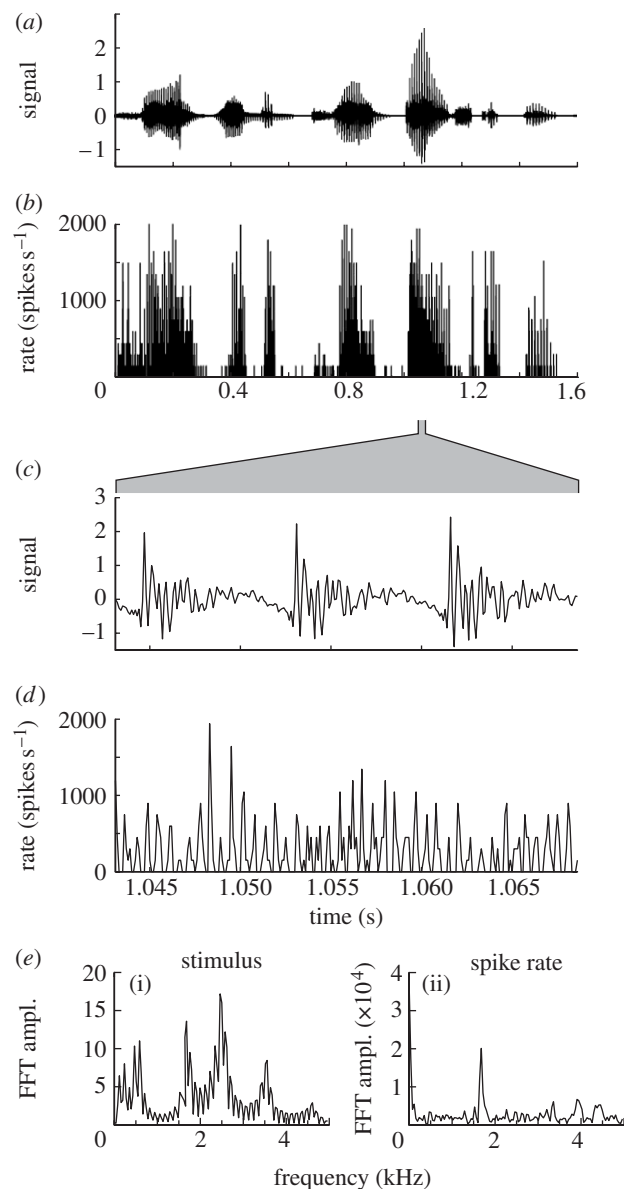 (a)
signal
2
1
0
−1
(b)
rate (spikes s−1)
2000
1000
0
0.4
0.8
1.2
1.6
(c)
signal
3
2
1
0
−1
(d)
rate (spikes s−1)
2000
1000
0
1.045
1.050
1.055
1.060
1.065
time (s)
(e)
stimulus
(i)
FFT ampl.
20
15
10
5
0
2
4
spike rate
(ii)
FFT ampl. (×10⁴)
4
3
2
1
0
2
4
frequency (kHz)